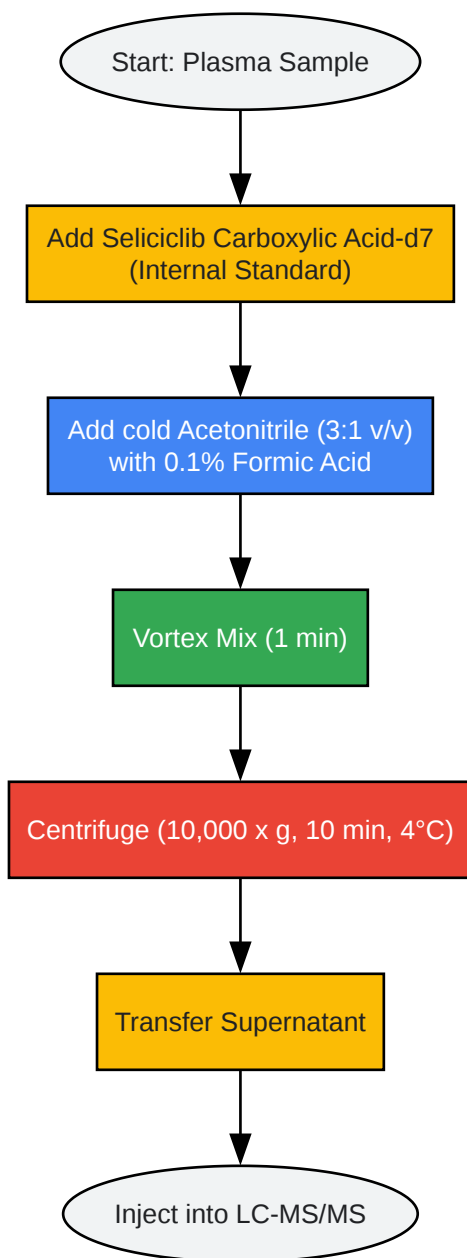 Start: Plasma Sample
Add Seliciclib Carboxylic Acid-d7
(Internal Standard)
Add cold Acetonitrile (3:1 v/v)
with 0.1% Formic Acid
Vortex Mix (1 min)
Centrifuge (10,000 x g, 10 min, 4°C)
Transfer Supernatant
Inject into LC-MS/MS